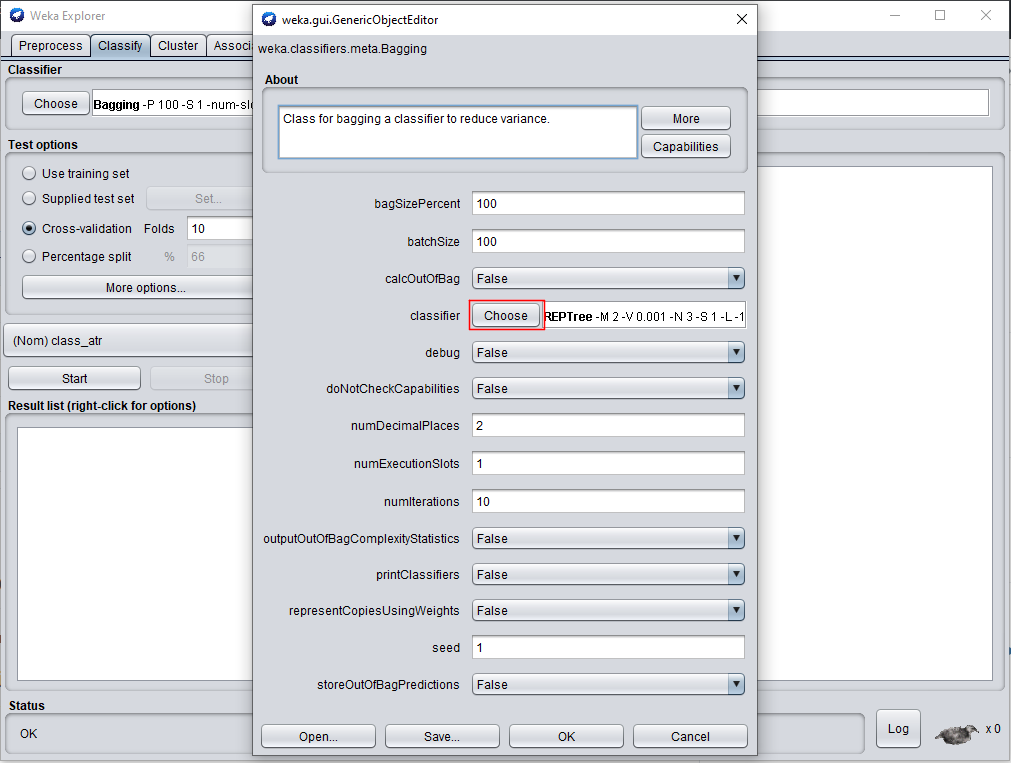 Weka Explorer
Preprocess Classify Cluster Associ
Classifier
Choose Bagging -P 100 -S 1 -num-slo
Test options
Use training set
Supplied test set Set...
Cross-validation Folds 10
Percentage split % 66
More options...
(Nom) class_atr
Start Stop
Result list (right-click for options)
Status
OK
Log x 0
weka.gui.GenericObjectEditor
weka.classifiers.meta.Bagging
About
Class for bagging a classifier to reduce variance.
More
Capabilities
bagSizePercent 100
batchSize 100
calcOutOfBag False
classifier Choose REPTree -M 2 -V 0.001 -N 3 -S 1 -L -1
debug False
doNotCheckCapabilities False
numDecimalPlaces 2
numExecutionSlots 1
numIterations 10
outputOutOfBagComplexityStatistics False
printClassifiers False
representCopiesUsingWeights False
seed 1
storeOutOfBagPredictions False
Open... Save... OK Cancel